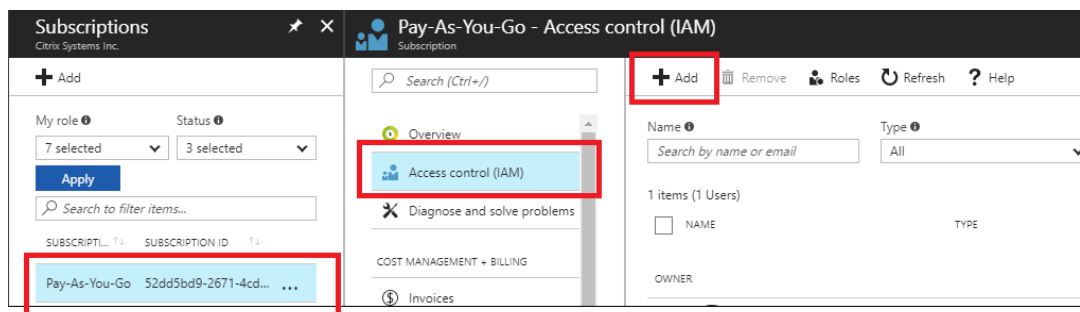 Subscriptions
Citrix Systems Inc.
Add
My role
Status
7 selected
3 selected
Apply
Search to filter items...
SUBSCRIPTI...
SUBSCRIPTION ID
Pay-As-You-Go
52dd5bd9-2671-4cd...
...
Pay-As-You-Go - Access control (IAM)
Subscription
Search (Ctrl+/)
Overview
Access control (IAM)
Diagnose and solve problems
COST MANAGEMENT + BILLING
Invoices
Add
Remove
Roles
Refresh
? Help
Name
Type
Search by name or email
All
1 items (1 Users)
NAME
TYPE
OWNER